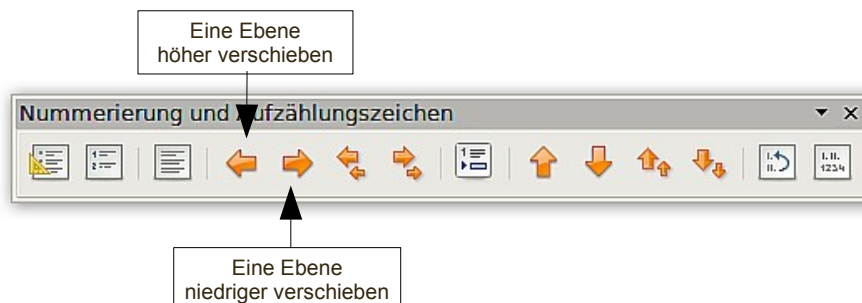 Eine Ebene
höher verschieben
Nummerierung und Aufzählungszeichen
Eine Ebene
niedriger verschieben